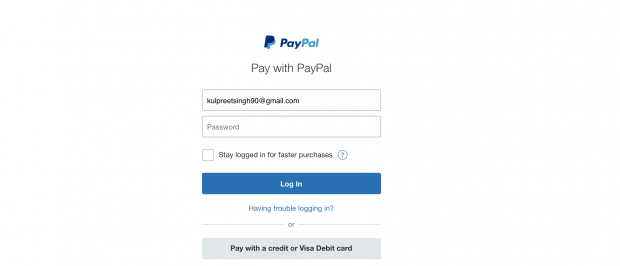 PayPal
Pay with PayPal
kulpreetsingh90@gmail.com
Password
Stay logged in for faster purchases ?
Log In
Having trouble logging in?
or
Pay with a credit or Visa Debit card